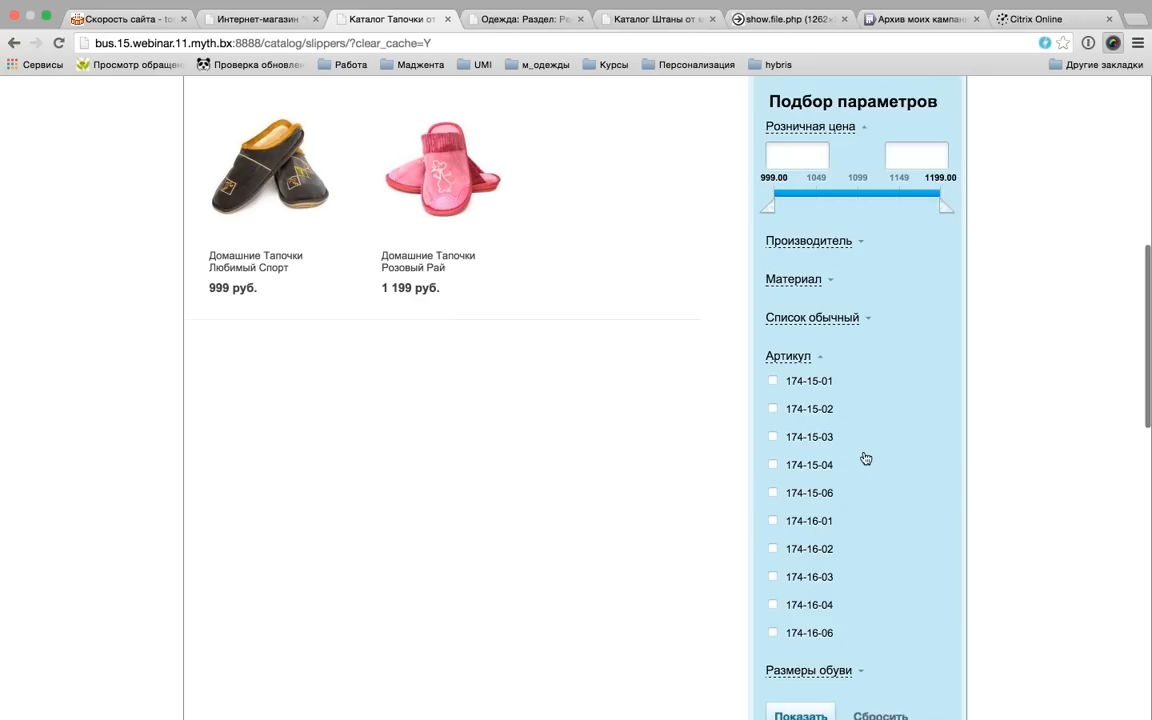 Скорость сайта - то
Интернет-магазин "
Каталог Тапочки от
Одежда: Раздел: Ре
Каталог Штаны от м
show.file.php (1262×
Архив моих кампан
Citrix Online
bus.15.webinar.11.myth.bx:8888/catalog/slippers/?clear_cache=Y
Сервисы
Просмотр обращен
Проверка обновле
Работа
Маджента
UMI
м_одежды
Курсы
Персонализация
hybris
Другие закладки
Домашние Тапочки
Любимый Спорт
999 руб.
Домашние Тапочки
Розовый Рай
1 199 руб.
Подбор параметров
Розничная цена
999.00 1049 1099 1149 1199.00
Производитель
Материал
Список обычный
Артикул
174-15-01
174-15-02
174-15-03
174-15-04
174-15-06
174-16-01
174-16-02
174-16-03
174-16-04
174-16-06
Размеры обуви
Показать
Сбросить